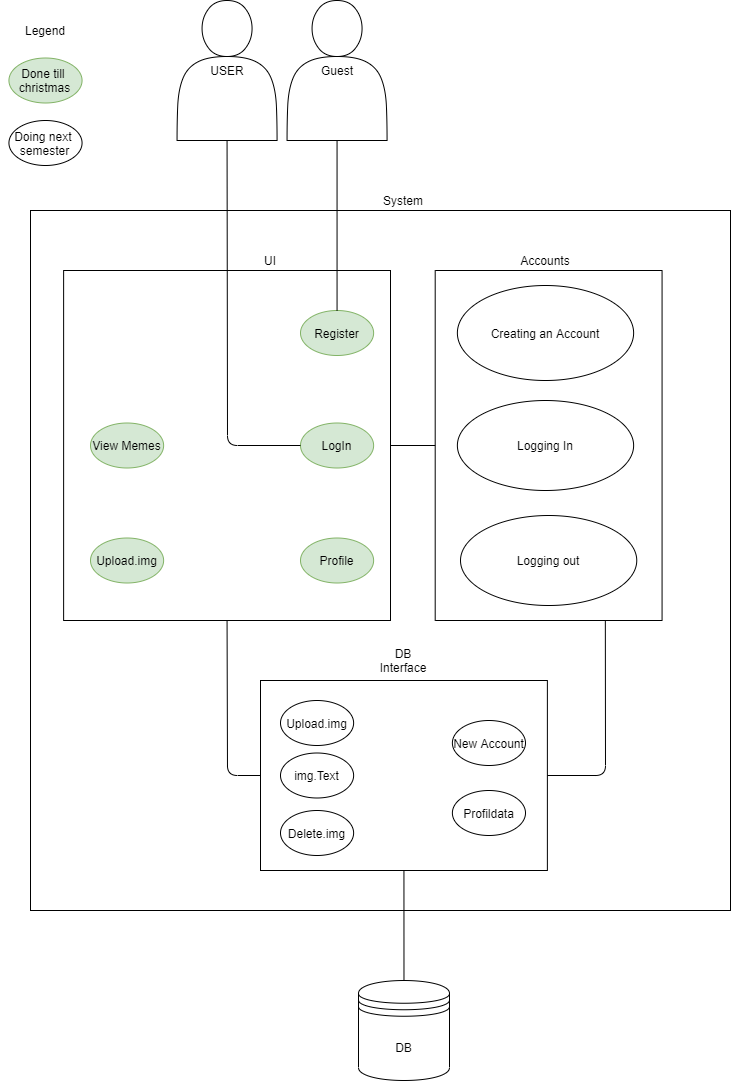 Legend
Done till
christmas
Doing next
semester
USER
Guest
System
UI
Accounts
Register
Creating an Account
View Memes
LogIn
Logging In
Upload.img
Profile
Logging out
DB
Interface
Upload.img
New Account
img.Text
Profildata
Delete.img
DB